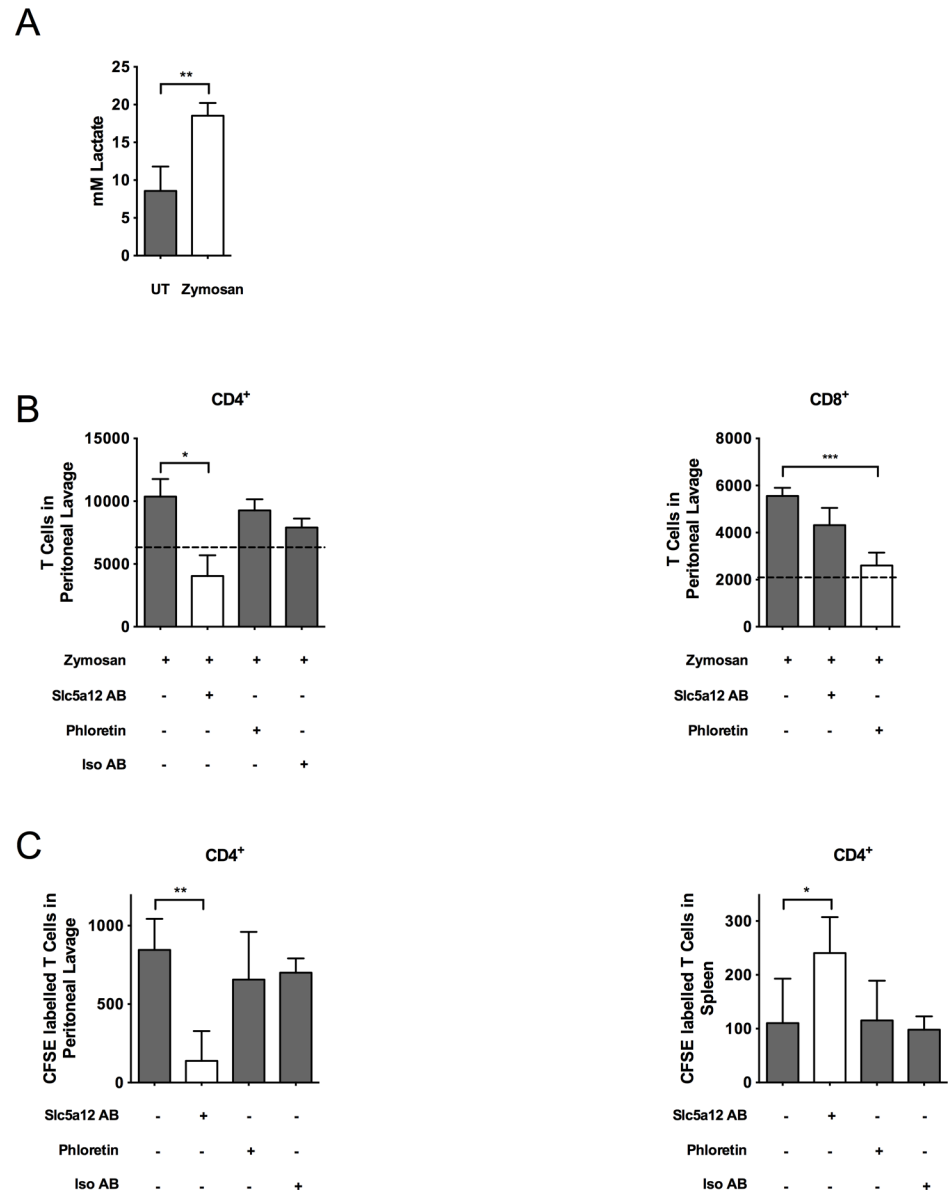 A
25
20
15
10
5
0
mM Lactate
**
UT Zymosan
B
CD4+
15000
10000
5000
0
T Cells in
Peritoneal Lavage
*
Zymosan + + + +
Slc5a12 AB - + - -
Phloretin - - + -
Iso AB - - - +
CD8+
8000
6000
4000
2000
0
T Cells in
Peritoneal Lavage
***
Zymosan + + +
Slc5a12 AB - + -
Phloretin - - +
C
CD4+
1000
500
0
CFSE labelled T Cells in
Peritoneal Lavage
**
Slc5a12 AB - + - -
Phloretin - - + -
Iso AB - - - +
CD4+
300
200
100
0
CFSE labelled T Cells in
Spleen
*
Slc5a12 AB - + - -
Phloretin - - + -
Iso AB - - - +